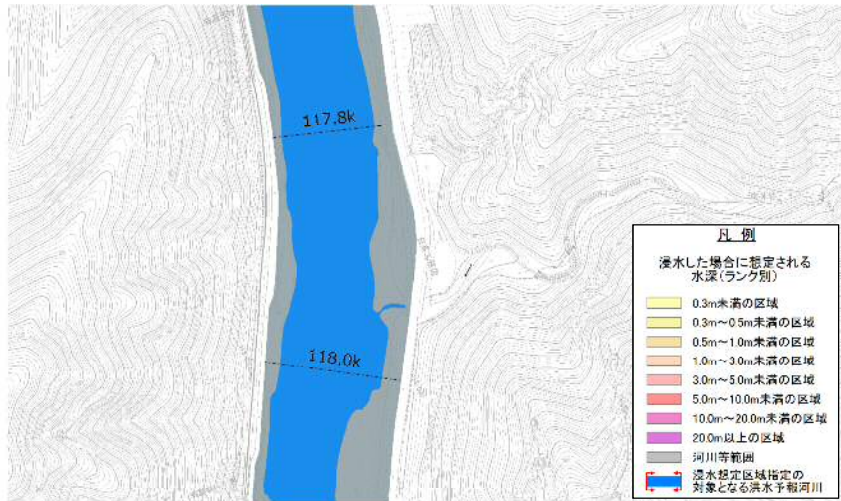 117.8k
118.0k
凡 例
浸水した場合に想定される
水深(ランク別)
0.3m未満の区域
0.3m～0.5m未満の区域
0.5m～1.0m未満の区域
1.0m～3.0m未満の区域
3.0m～5.0m未満の区域
5.0m～10.0m未満の区域
10.0m～20.0m未満の区域
20.0m以上の区域
河川等範囲
浸水想定区域指定の
対象となる洪水予報河川